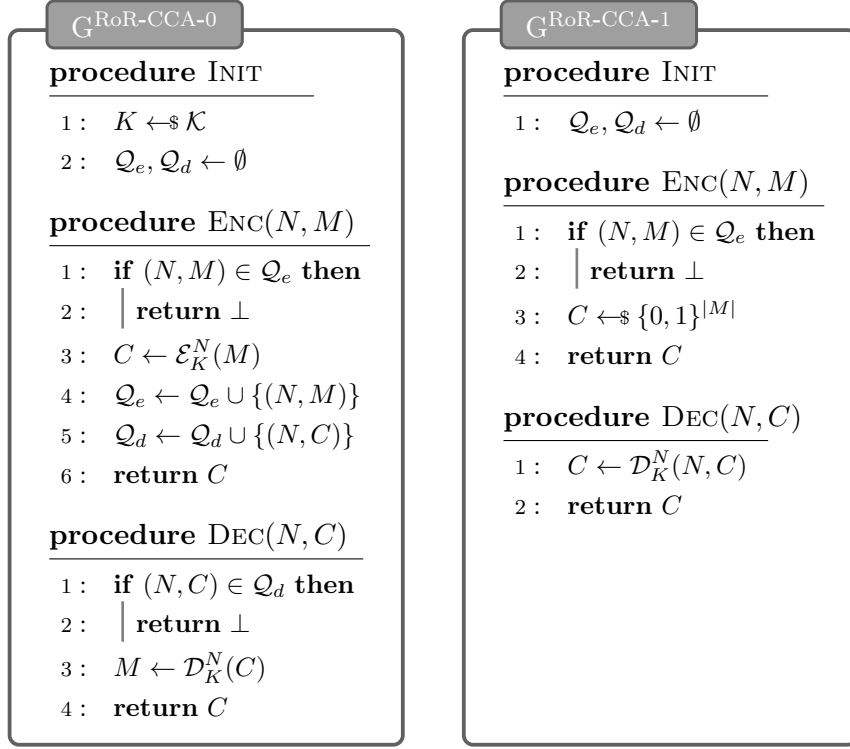 G^{RoR-CCA-0}
procedure INIT
1 : K ←$ 𝒦
2 : 𝒬_e, 𝒬_d ← ∅
procedure ENC(N, M)
1 : if (N, M) ∈ 𝒬_e then
2 : return ⊥
3 : C ← ℰ_K^N(M)
4 : 𝒬_e ← 𝒬_e ∪ {(N, M)}
5 : 𝒬_d ← 𝒬_d ∪ {(N, C)}
6 : return C
procedure DEC(N, C)
1 : if (N, C) ∈ 𝒬_d then
2 : return ⊥
3 : M ← 𝒟_K^N(C)
4 : return C
G^{RoR-CCA-1}
procedure INIT
1 : 𝒬_e, 𝒬_d ← ∅
procedure ENC(N, M)
1 : if (N, M) ∈ 𝒬_e then
2 : return ⊥
3 : C ←$ {0, 1}^{|M|}
4 : return C
procedure DEC(N, C)
1 : C ← 𝒟_K^N(N, C)
2 : return C